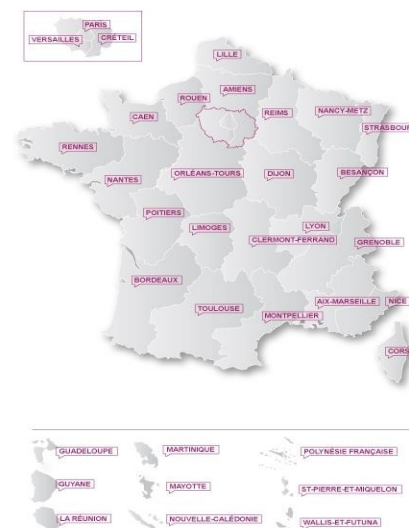 PARIS
VERSAILLES
CRÉTEIL
LILLE
AMIENS
ROUEN
CAEN
REIMS
NANCY-METZ
STRASBOUR
RENNES
NANTES
ORLÉANS-TOURS
DIJON
BESANÇON
POITIERS
LIMOGES
LYON
CLERMONT-FERRAND
GRENOBLE
BORDEAUX
TOULOUSE
MONTPELLIER
AIX-MARSEILLE
NICE
CORS
GUADELOUPE
MARTINIQUE
POLYNÉSIE FRANÇAISE
GUYANE
MAYOTTE
ST-PIERRE-ET-MIQUELON
LA RÉUNION
NOUVELLE-CALÉDONIE
WALLIS-ET-FUTUNA